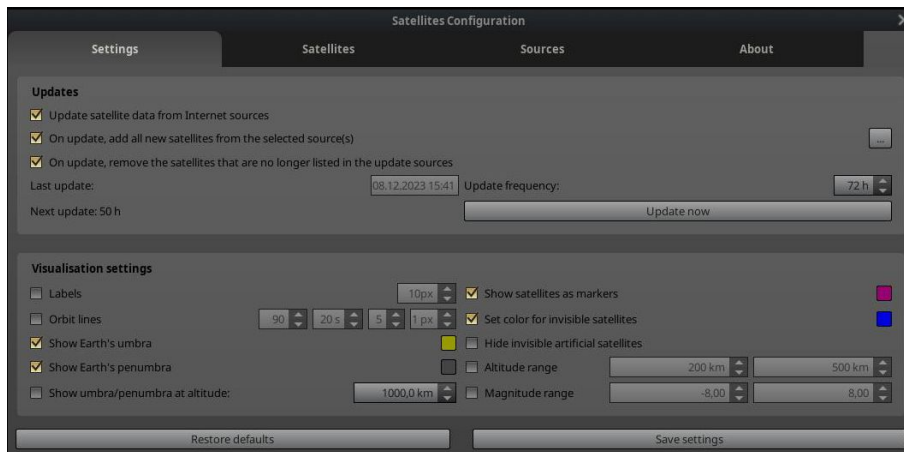 Satellites Configuration
Settings Satellites Sources About
Updates
Update satellite data from Internet sources
On update, add all new satellites from the selected source(s) ...
On update, remove the satellites that are no longer listed in the update sources
Last update: 08.12.2023 15:41 Update frequency: 72 h
Next update: 50 h Update now
Visualisation settings
Labels 10px Show satellites as markers
Orbit lines 90 20 s 5 1 px Set color for invisible satellites
Show Earth's umbra Hide invisible artificial satellites
Show Earth's penumbra Altitude range 200 km 500 km
Show umbra/penumbra at altitude: 1000,0 km Magnitude range -8,00 8,00
Restore defaults Save settings